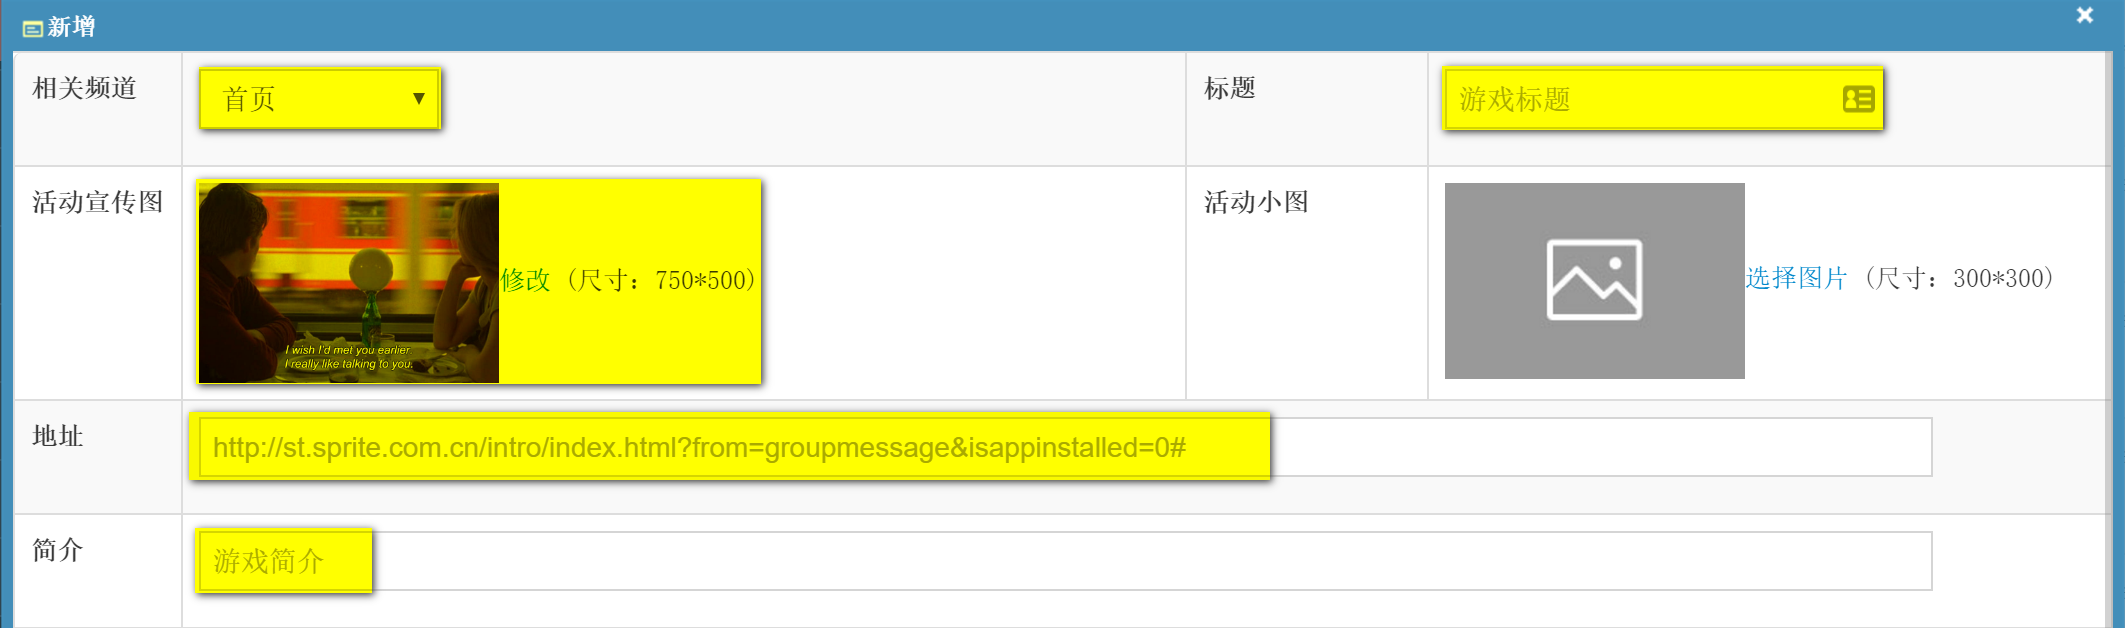 新增
相关频道
首页
标题
游戏标题
活动宣传图
修改（尺寸：750*500）
I wish I'd met you earlier
I really like talking to you.
活动小图
选择图片（尺寸：300*300）
地址
http://st.sprite.com.cn/intro/index.html?from=groupmessage&isappinstalled=0#
简介
游戏简介